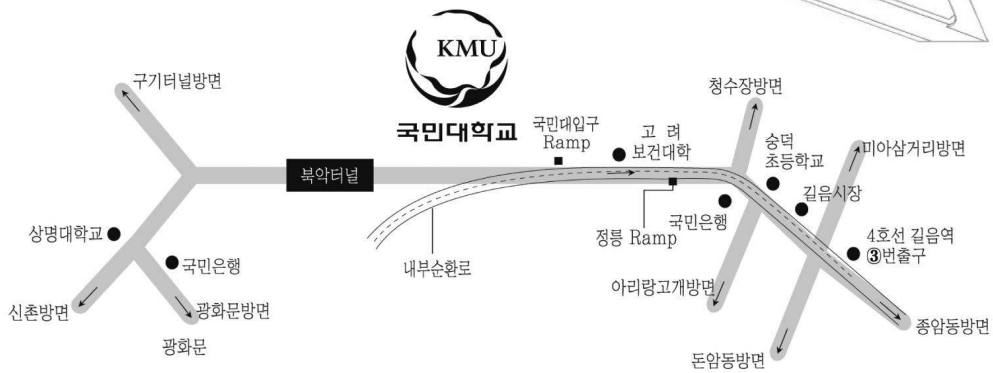 KMU
국민대학교
구기터널방면
북악터널
상명대학교
국민은행
신촌방면
광화문방면
광화문
내부순환로
국민대입구
Ramp
고 려
보건대학
정릉 Ramp
청수장방면
숭덕
초등학교
미아삼거리방면
길음시장
국민은행
4호선 길음역
③번출구
아리랑고개방면
돈암동방면
종암동방면